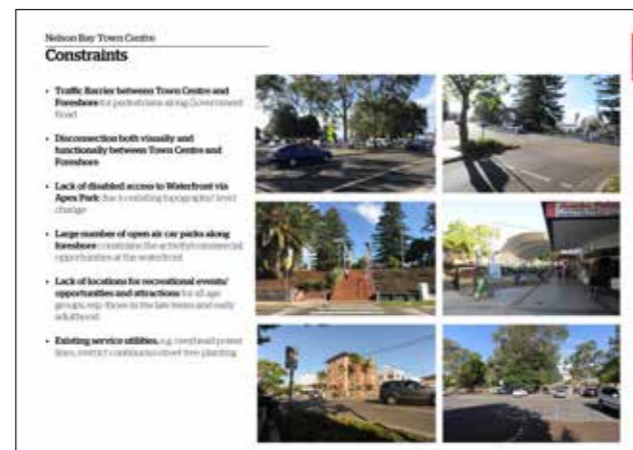 Nelson Bay Town Centre
Constraints
• Traffic Barrier between Town Centre and
Foreshore for pedestrians along Government
Road
• Disconnection both visually and
functionally between Town Centre and
Foreshore
• Lack of disabled access to Waterfront via
Apex Park due to existing topography/ level
change
• Large number of open air car parks along
foreshore constrains the activity/commercial
opportunities at the waterfront
• Lack of locations for recreational events/
opportunities and attractions for all age
groups, esp. those in the late teens and early
adulthood
• Existing service utilities, e.g. overhead power
lines, restrict continuous street tree planting